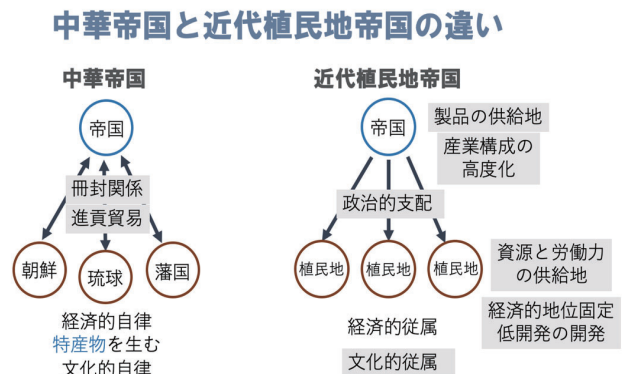 中華帝国と近代植民地帝国の違い
中華帝国
帝国
冊封関係
進貢貿易
朝鮮
琉球
藩国
経済的自律
特産物を生む
文化的自律
近代植民地帝国
帝国
製品の供給地
産業構成の
高度化
政治的支配
植民地
植民地
植民地
資源と労働力
の供給地
経済的従属
経済的地位固定
低開発の開発
文化的従属